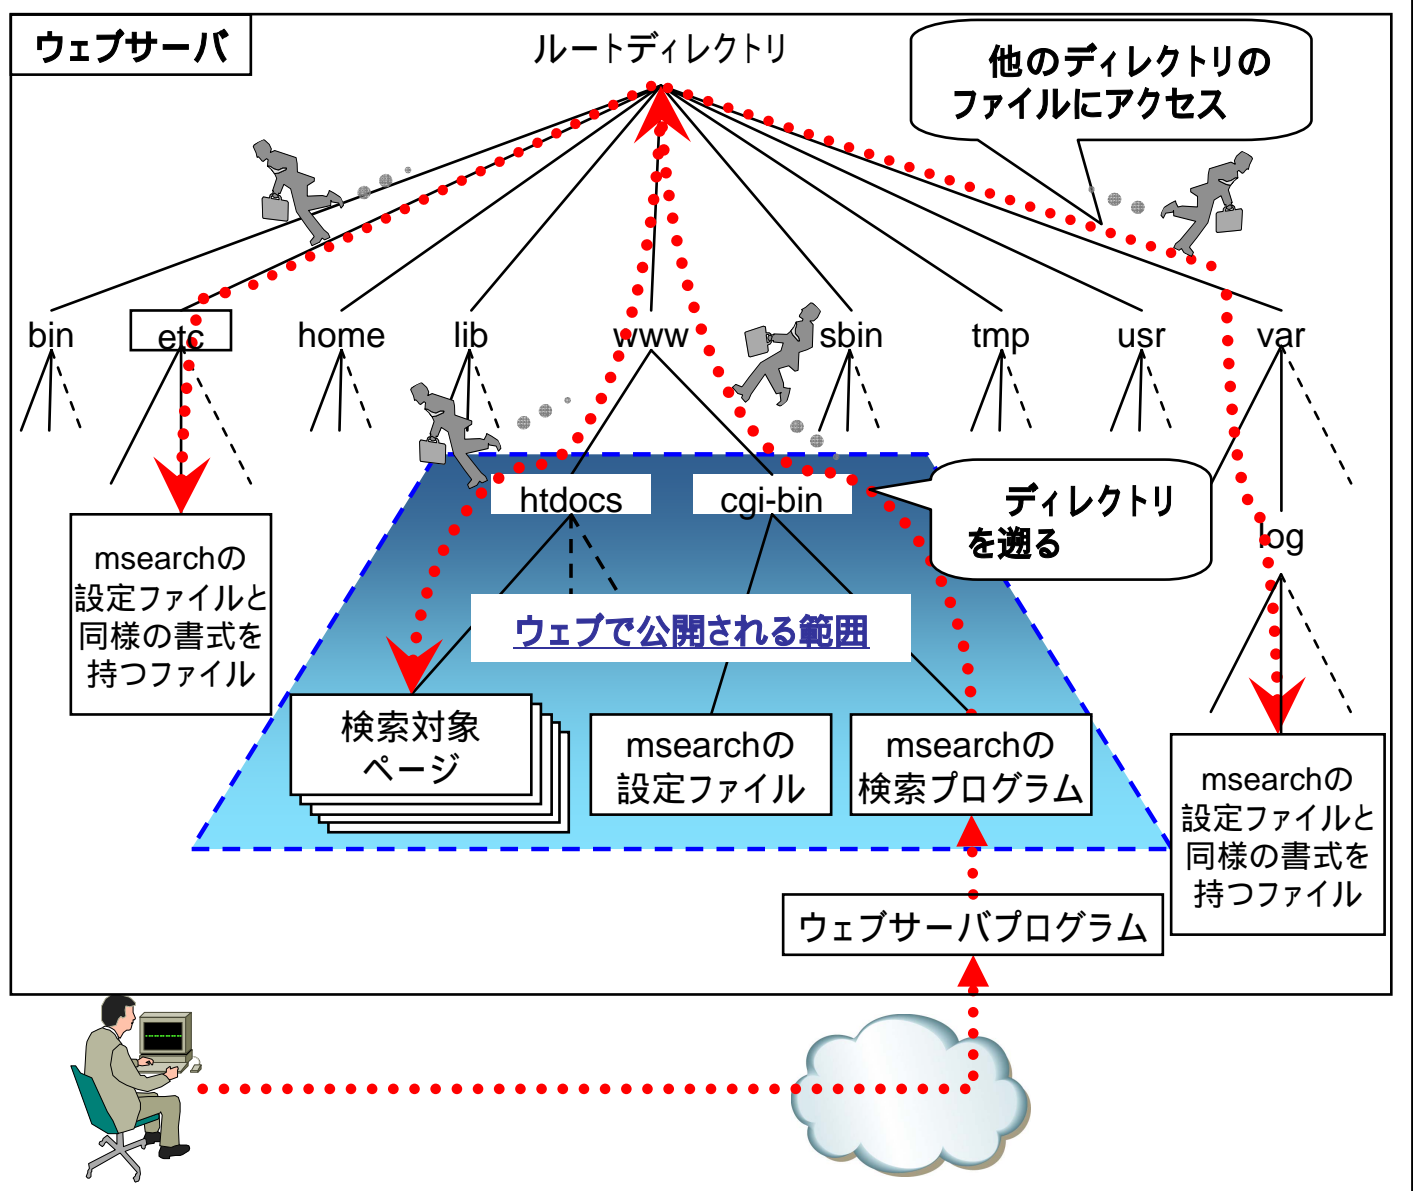 ウェブサーバ
ルートディレクトリ
他のディレクトリの
ファイルにアクセス
bin
etc
home
lib
www
sbin
tmp
usr
var
htdocs
cgi-bin
ディレクトリ
を遡る
log
msearchの
設定ファイルと
同様の書式を
持つファイル
ウェブで公開される範囲
検索対象
ページ
msearchの
設定ファイル
msearchの
検索プログラム
msearchの
設定ファイルと
同様の書式を
持つファイル
ウェブサーバプログラム